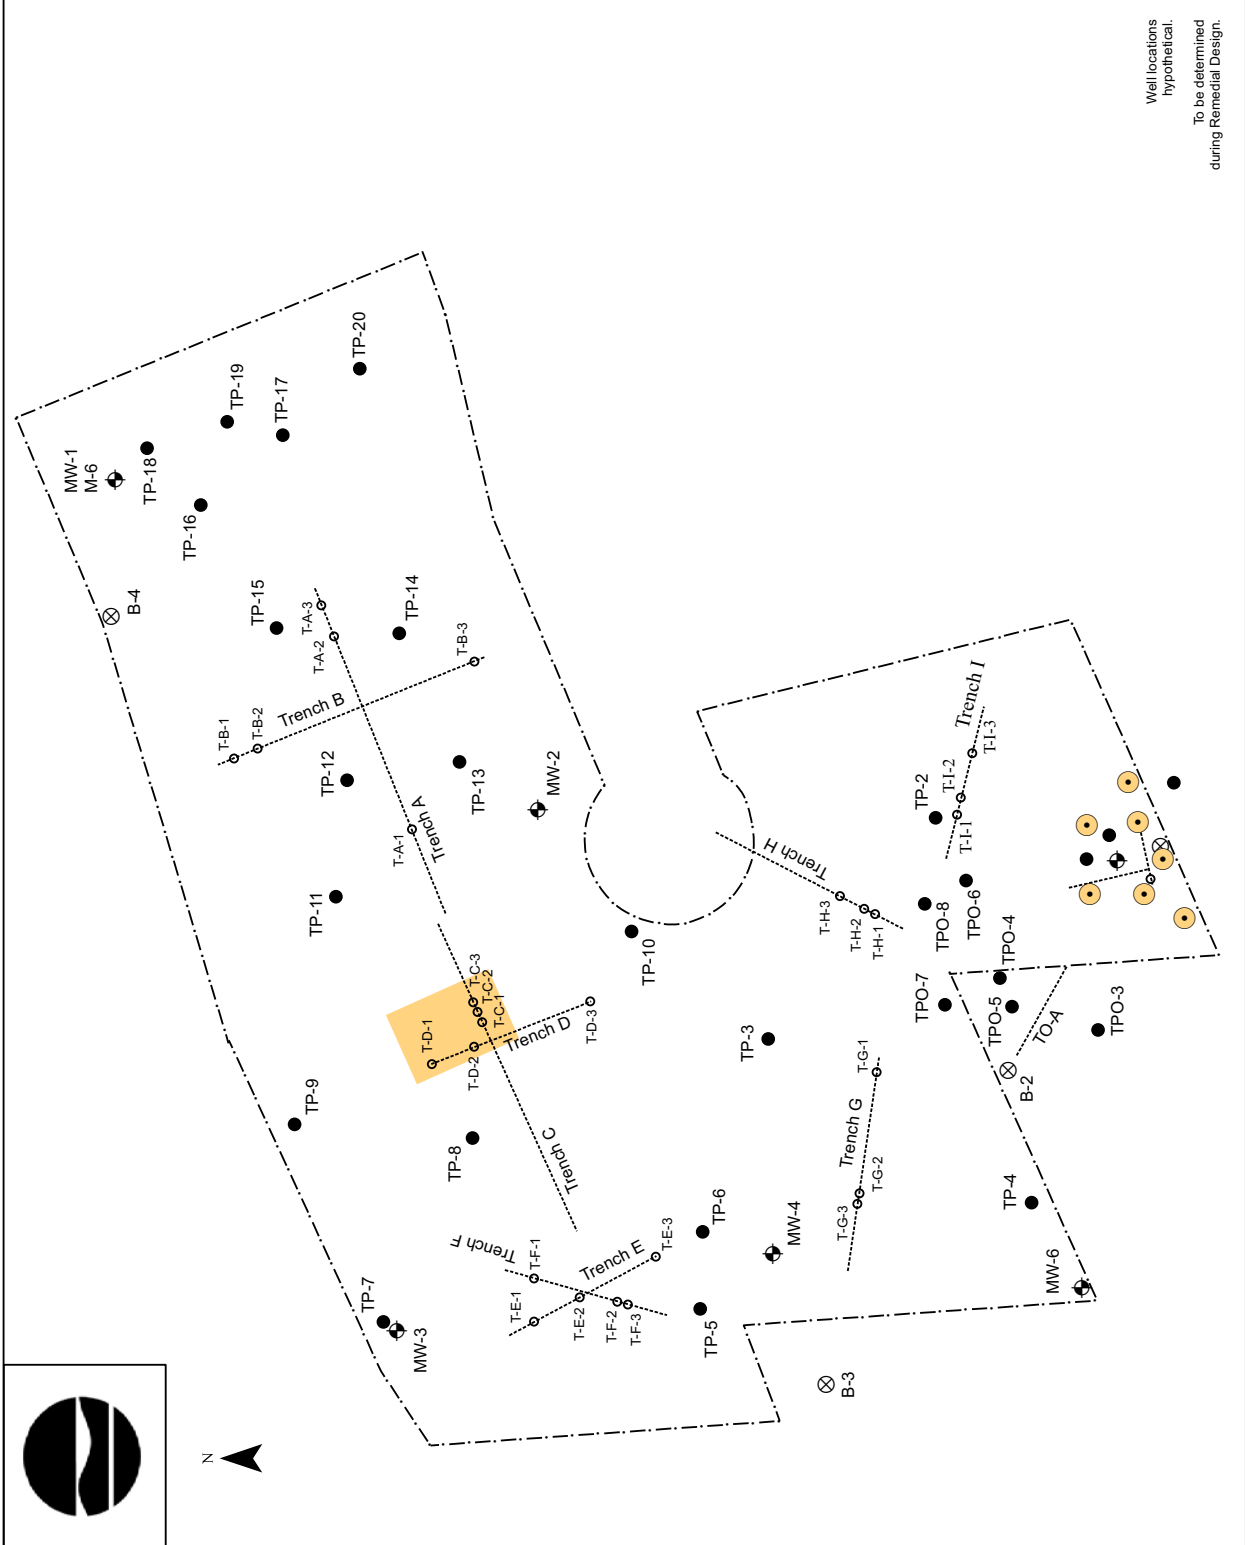 Well locations
hypothetical.
To be determined
during Remedial Design.
N
MW-1
M-6
TP-18
TP-16
TP-19
TP-17
TP-20
B-4
TP-15
T-A-3
T-A-2
TP-14
T-B-3
T-B-1
T-B-2
Trench B
TP-12
TP-13
MW-2
T-A-1
Trench A
TP-11
TP-10
T-C-3
T-C-2
T-C-1
T-D-1
T-D-2
T-D-3
Trench D
TP-9
TP-8
Trench C
TP-7
MW-3
Trench F
T-F-1
T-E-1
T-E-2
Trench E
T-E-3
T-F-2
T-F-3
TP-6
TP-5
MW-4
TP-3
T-G-1
Trench G
T-G-2
T-G-3
Trench H
T-H-3
T-H-2
T-H-1
TP-2
T-I-1
T-I-2
T-I-3
Trench I
TPO-8
TPO-6
TPO-7
TPO-5
TPO-4
TO-A
TPO-3
B-2
TP-4
MW-6
B-3